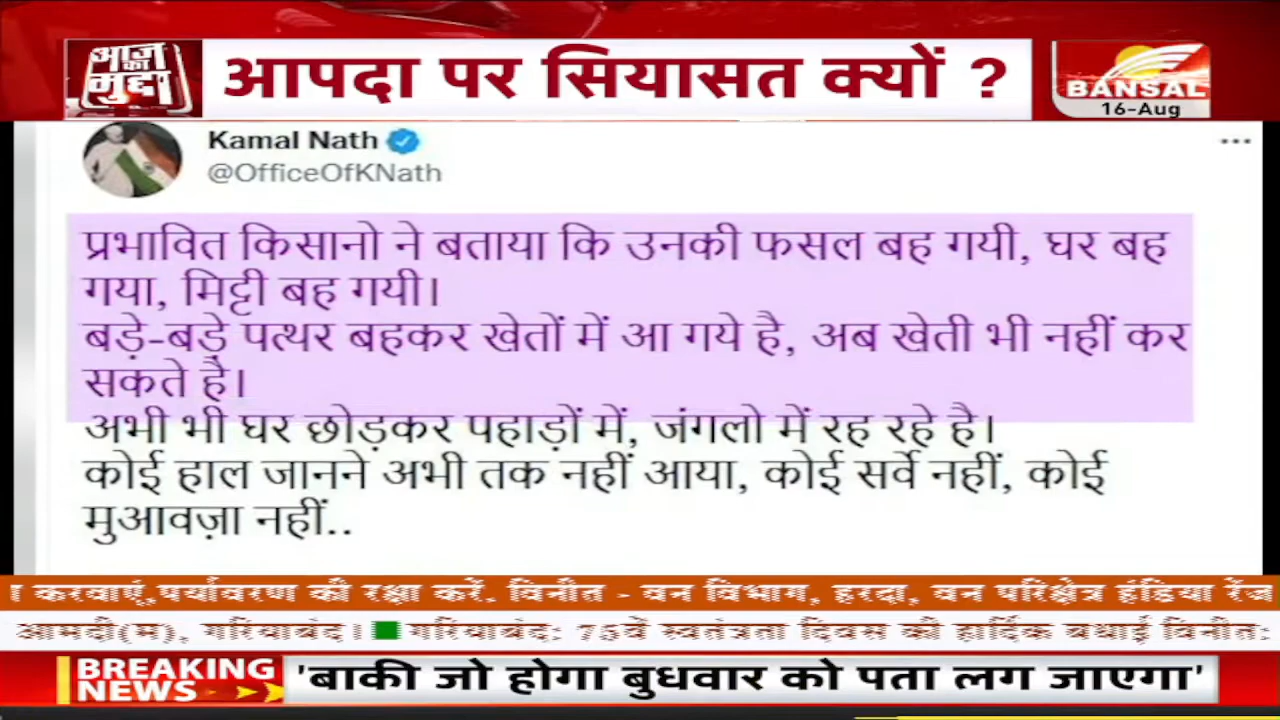 आज का मुद्दा
आपदा पर सियासत क्यों ?
BANSAL
16-Aug
Kamal Nath
@OfficeOfKNath
प्रभावित किसानो ने बताया कि उनकी फसल बह गयी, घर बह
गया, मिट्टी बह गयी।
बड़े-बड़े पत्थर बहकर खेतों में आ गये है, अब खेती भी नहीं कर
सकते है।
अभी भी घर छोड़कर पहाड़ों में, जंगलो में रह रहे है।
कोई हाल जानने अभी तक नहीं आया, कोई सर्वे नहीं, कोई
मुआवज़ा नहीं..
करवाएं,पर्यावरण की रक्षा करें. विनीत - वन विभाग, हरदा, वन परिक्षेत्र हंडिया रेंज
आमदी(म), गरियाबंद। गरियाबंद: 75वें स्वतंत्रता दिवस की हार्दिक बधाई विनीत:
BREAKING
NEWS
'बाकी जो होगा बुधवार को पता लग जाएगा'